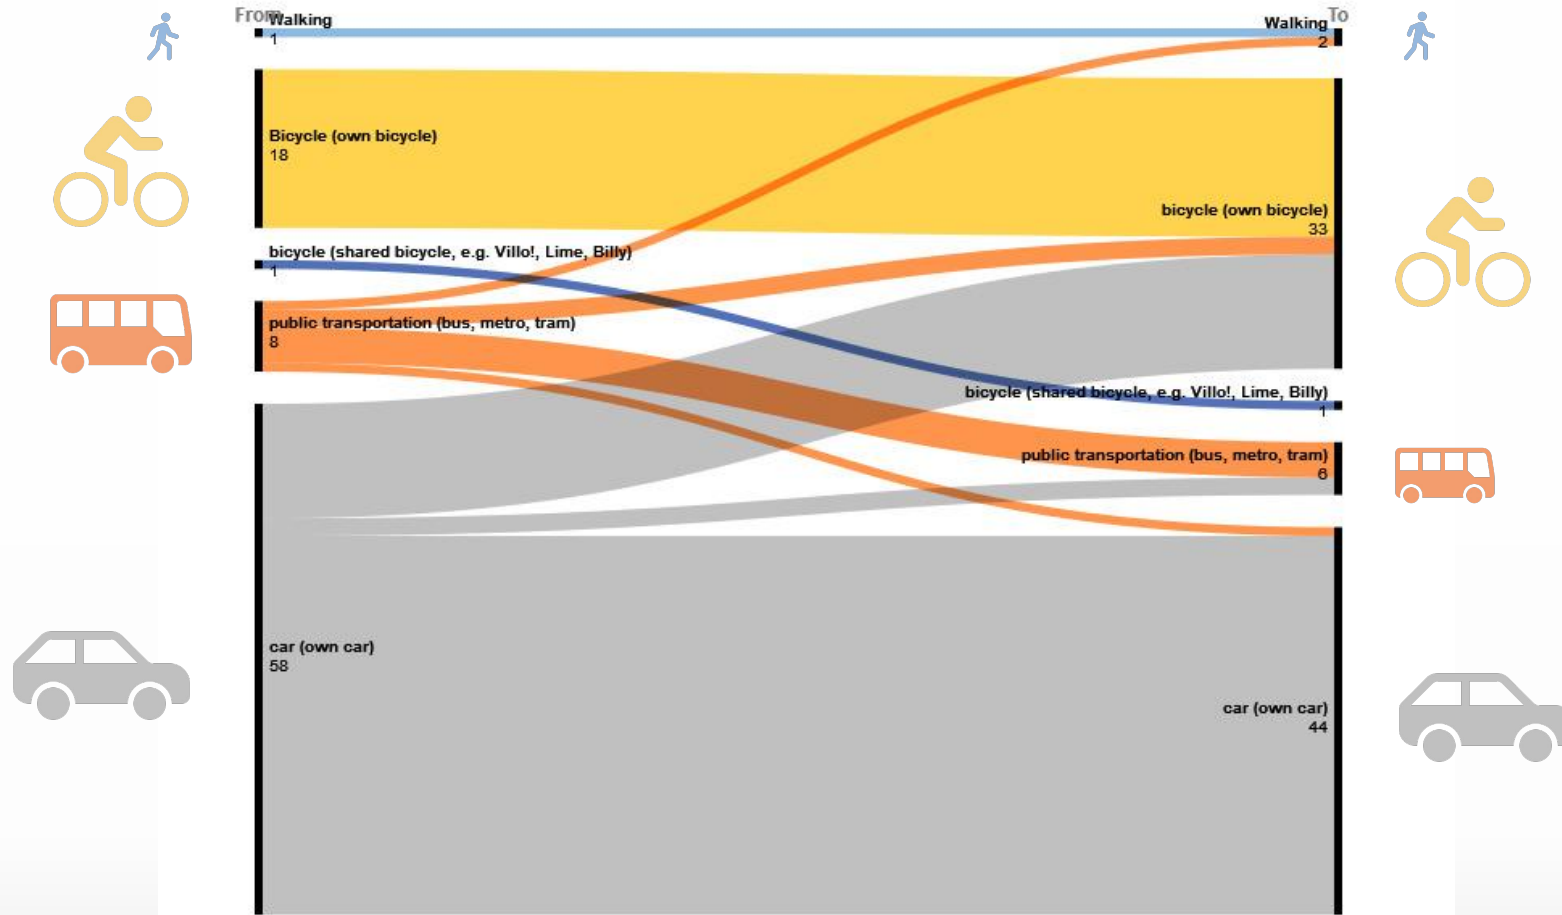 From
Walking
1
Bicycle (own bicycle)
18
bicycle (shared bicycle, e.g. Villo!, Lime, Billy)
1
public transportation (bus, metro, tram)
8
car (own car)
58
To
Walking
2
bicycle (own bicycle)
33
bicycle (shared bicycle, e.g. Villo!, Lime, Billy)
1
public transportation (bus, metro, tram)
6
car (own car)
44